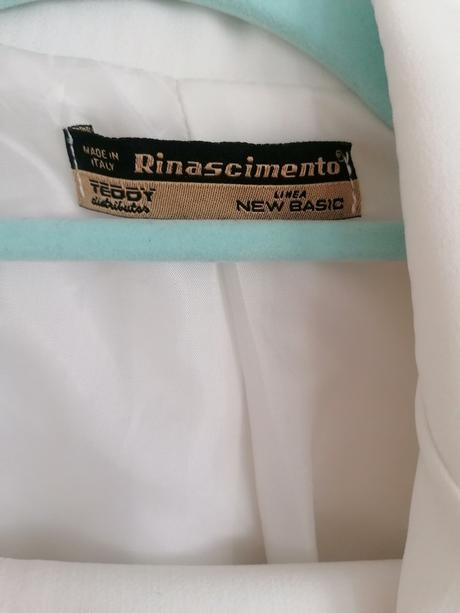 MADE IN
ITALY
Rinascimento
TEDDY
distributor
LINEA
NEW BASIC